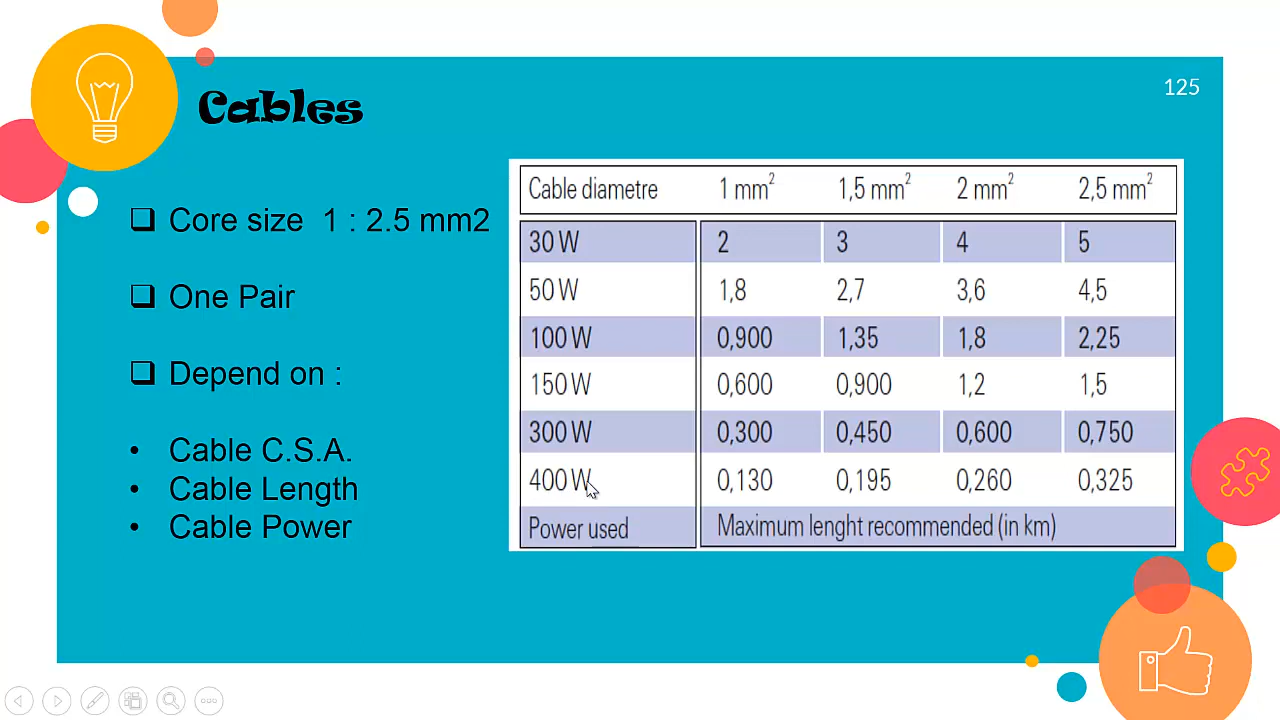 125
Cables
Core size 1 : 2.5 mm2
One Pair
Depend on :
• Cable C.S.A.
• Cable Length
• Cable Power
Cable diametre 1 mm² 1,5 mm² 2 mm² 2,5 mm²
30 W 2 3 4 5
50 W 1,8 2,7 3,6 4,5
100 W 0,900 1,35 1,8 2,25
150 W 0,600 0,900 1,2 1,5
300 W 0,300 0,450 0,600 0,750
400 W 0,130 0,195 0,260 0,325
Power used Maximum lenght recommended (in km)